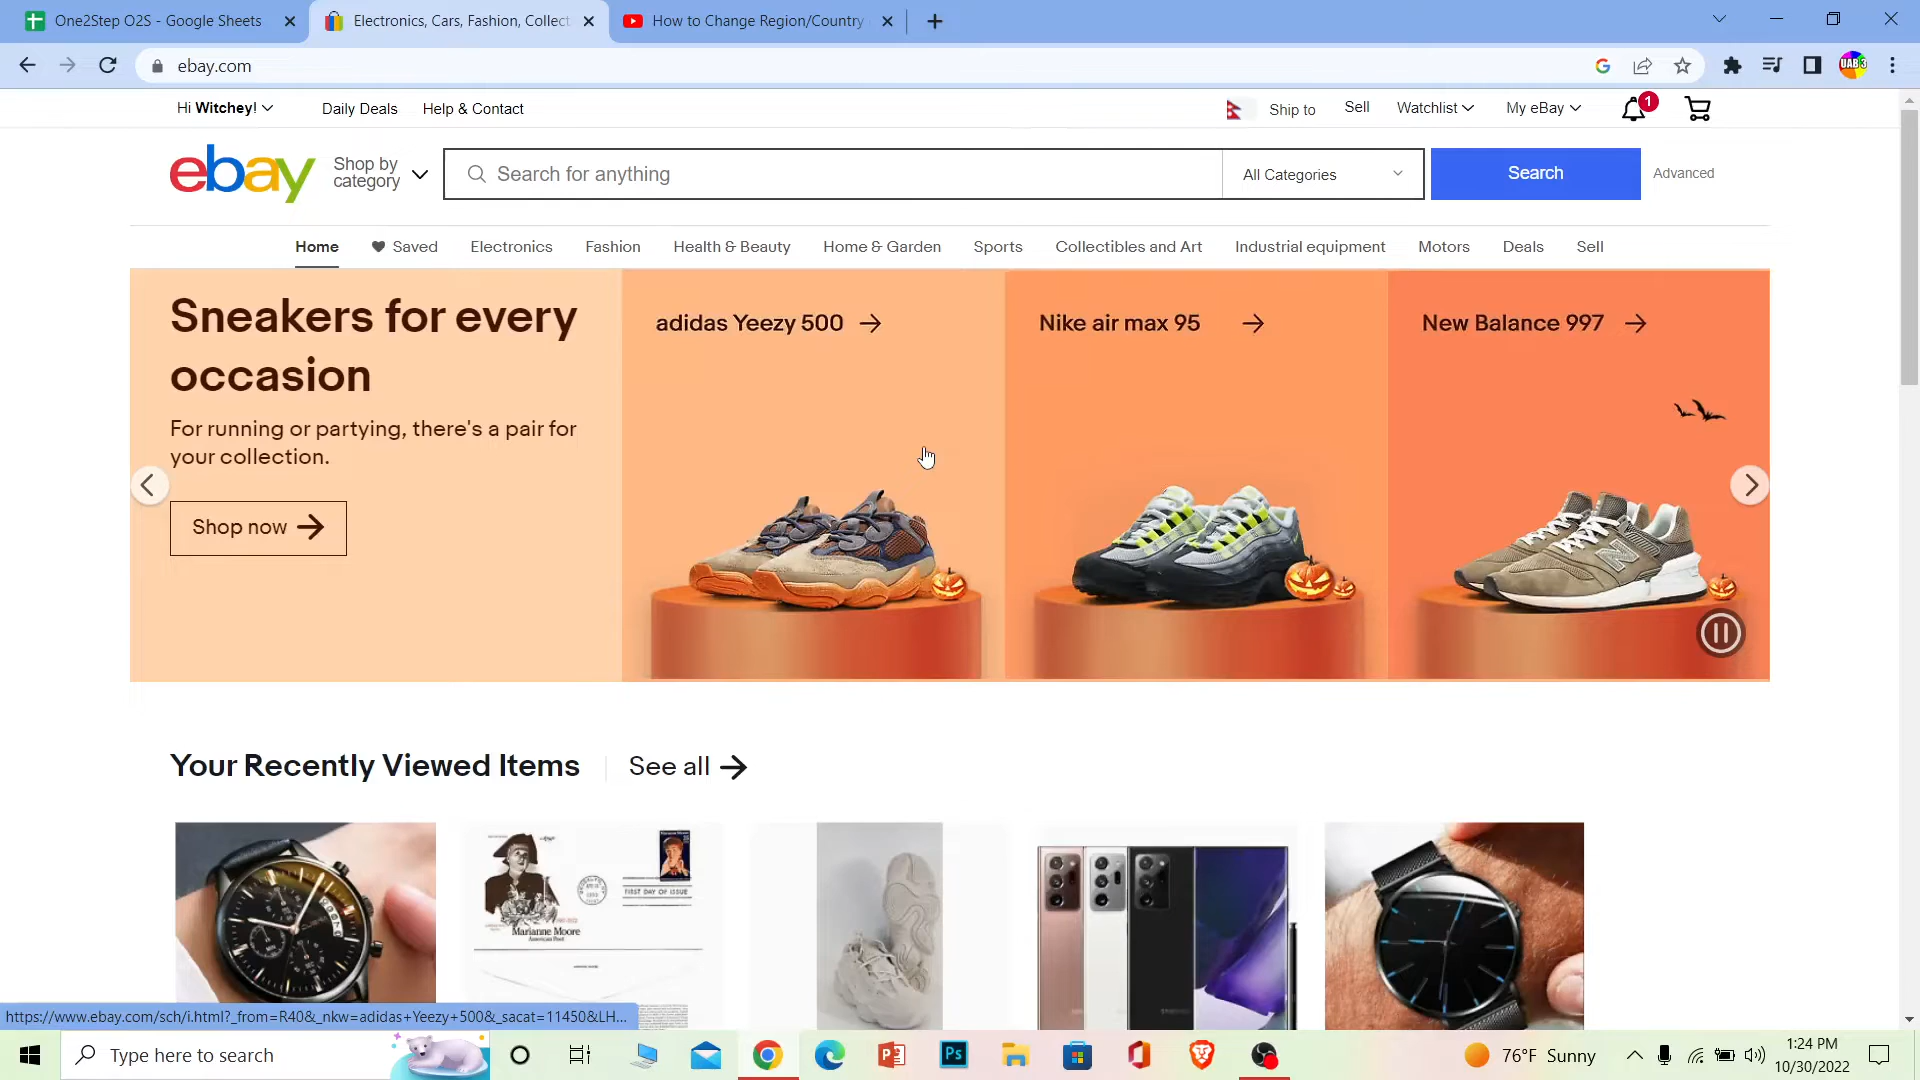 One2Step O2S - Google Sheets
Electronics, Cars, Fashion, Collect
How to Change Region/Country
ebay.com
UAB 3
Hi Witchey!
Daily Deals
Help & Contact
Ship to
Sell
Watchlist
My eBay
1
ebay
Shop by
category
Search for anything
All Categories
Search
Advanced
Home
Saved
Electronics
Fashion
Health & Beauty
Home & Garden
Sports
Collectibles and Art
Industrial equipment
Motors
Deals
Sell
Sneakers for every
occasion
For running or partying, there's a pair for
your collection.
Shop now
adidas Yeezy 500
Nike air max 95
New Balance 997
Your Recently Viewed Items
See all
FIRST DAY OF ISSUE
Marianne Moore
American Poet
https://www.ebay.com/sch/i.html?_from=R40&_nkw=adidas+Yeezy+500&_sacat=11450&LH...
Type here to search
76°F Sunny
1:24 PM
10/30/2022